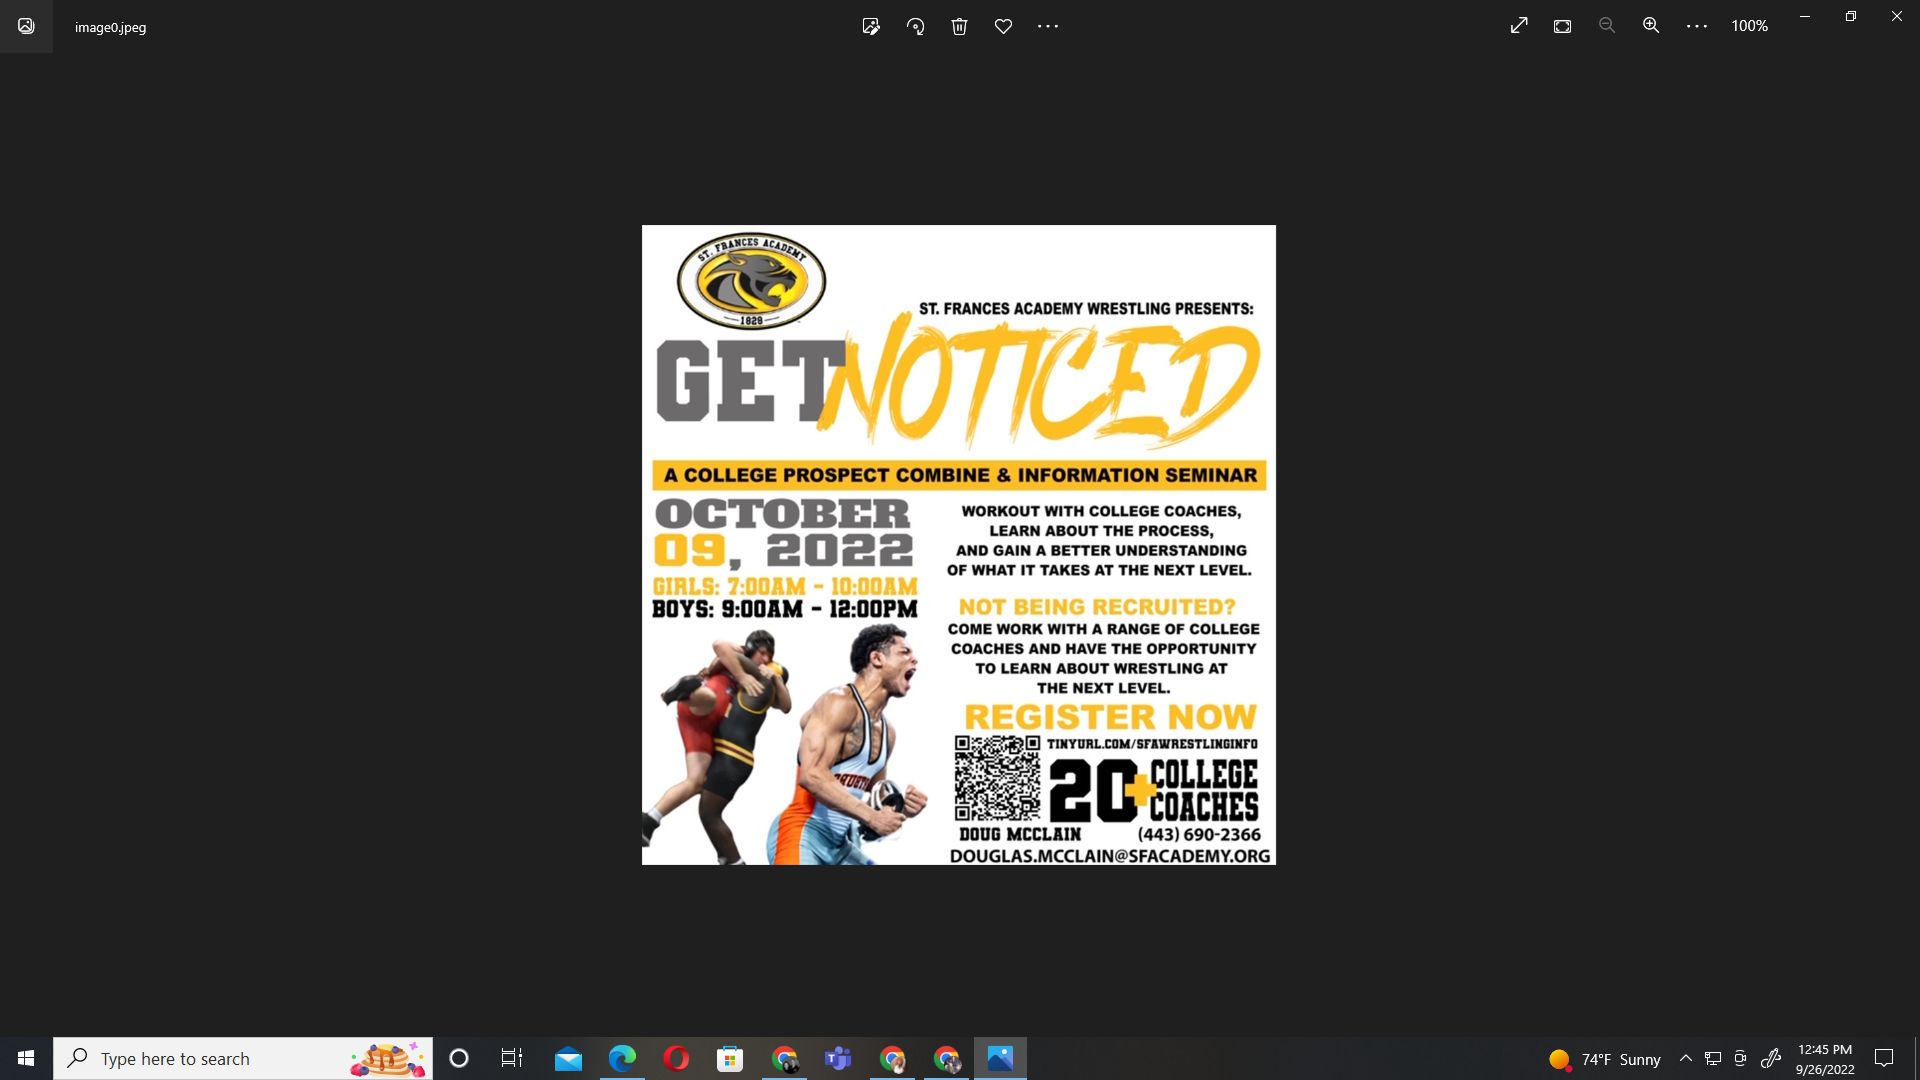 image0.jpeg
100%
ST. FRANCES ACADEMY
1828
ST. FRANCES ACADEMY WRESTLING PRESENTS:
GET NOTICED
A COLLEGE PROSPECT COMBINE & INFORMATION SEMINAR
OCTOBER
09, 2022
GIRLS: 7:00AM - 10:00AM
BOYS: 9:00AM - 12:00PM
WORKOUT WITH COLLEGE COACHES,
LEARN ABOUT THE PROCESS,
AND GAIN A BETTER UNDERSTANDING
OF WHAT IT TAKES AT THE NEXT LEVEL.
NOT BEING RECRUITED?
COME WORK WITH A RANGE OF COLLEGE
COACHES AND HAVE THE OPPORTUNITY
TO LEARN ABOUT WRESTLING AT
THE NEXT LEVEL.
REGISTER NOW
TINYURL.COM/SFAWRESTLINGINFO
20+ COLLEGE
COACHES
DOUG MCCLAIN (443) 690-2366
DOUGLAS.MCCLAIN@SFACADEMY.ORG
Type here to search
74°F Sunny
12:45 PM
9/26/2022